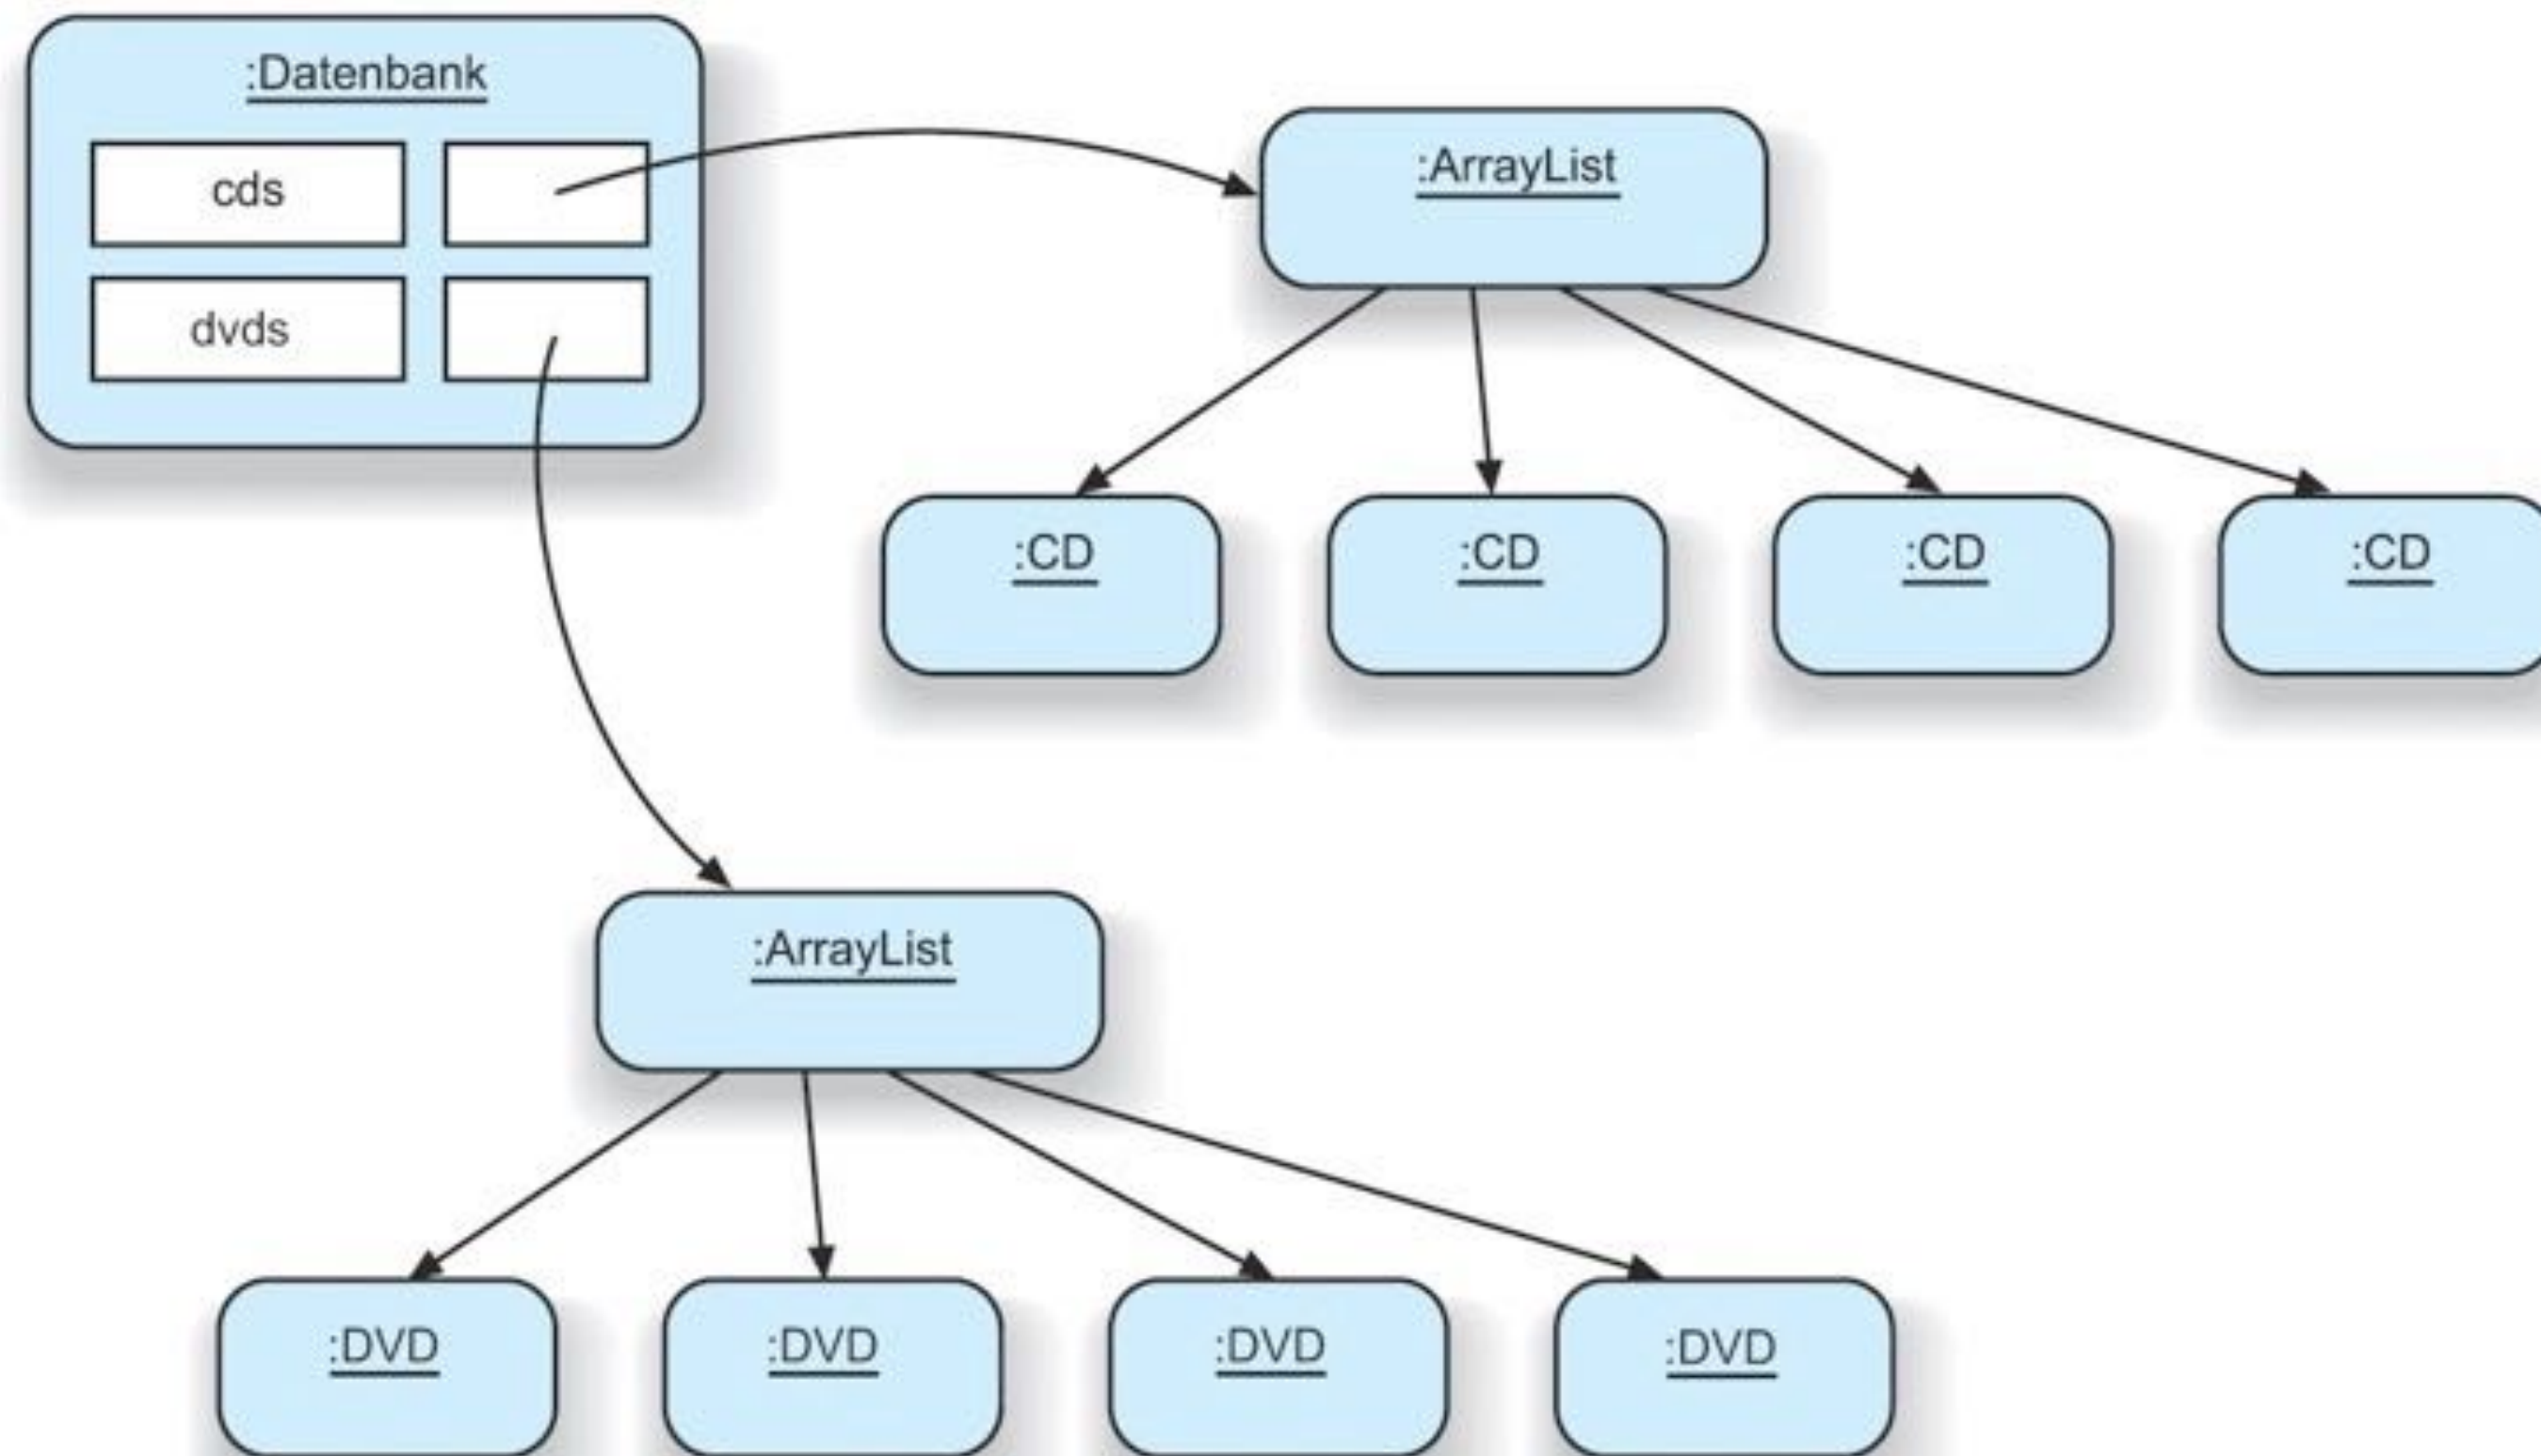 :Datenbank
cds
dvds
:ArrayList
:CD
:CD
:CD
:CD
:ArrayList
:DVD
:DVD
:DVD
:DVD